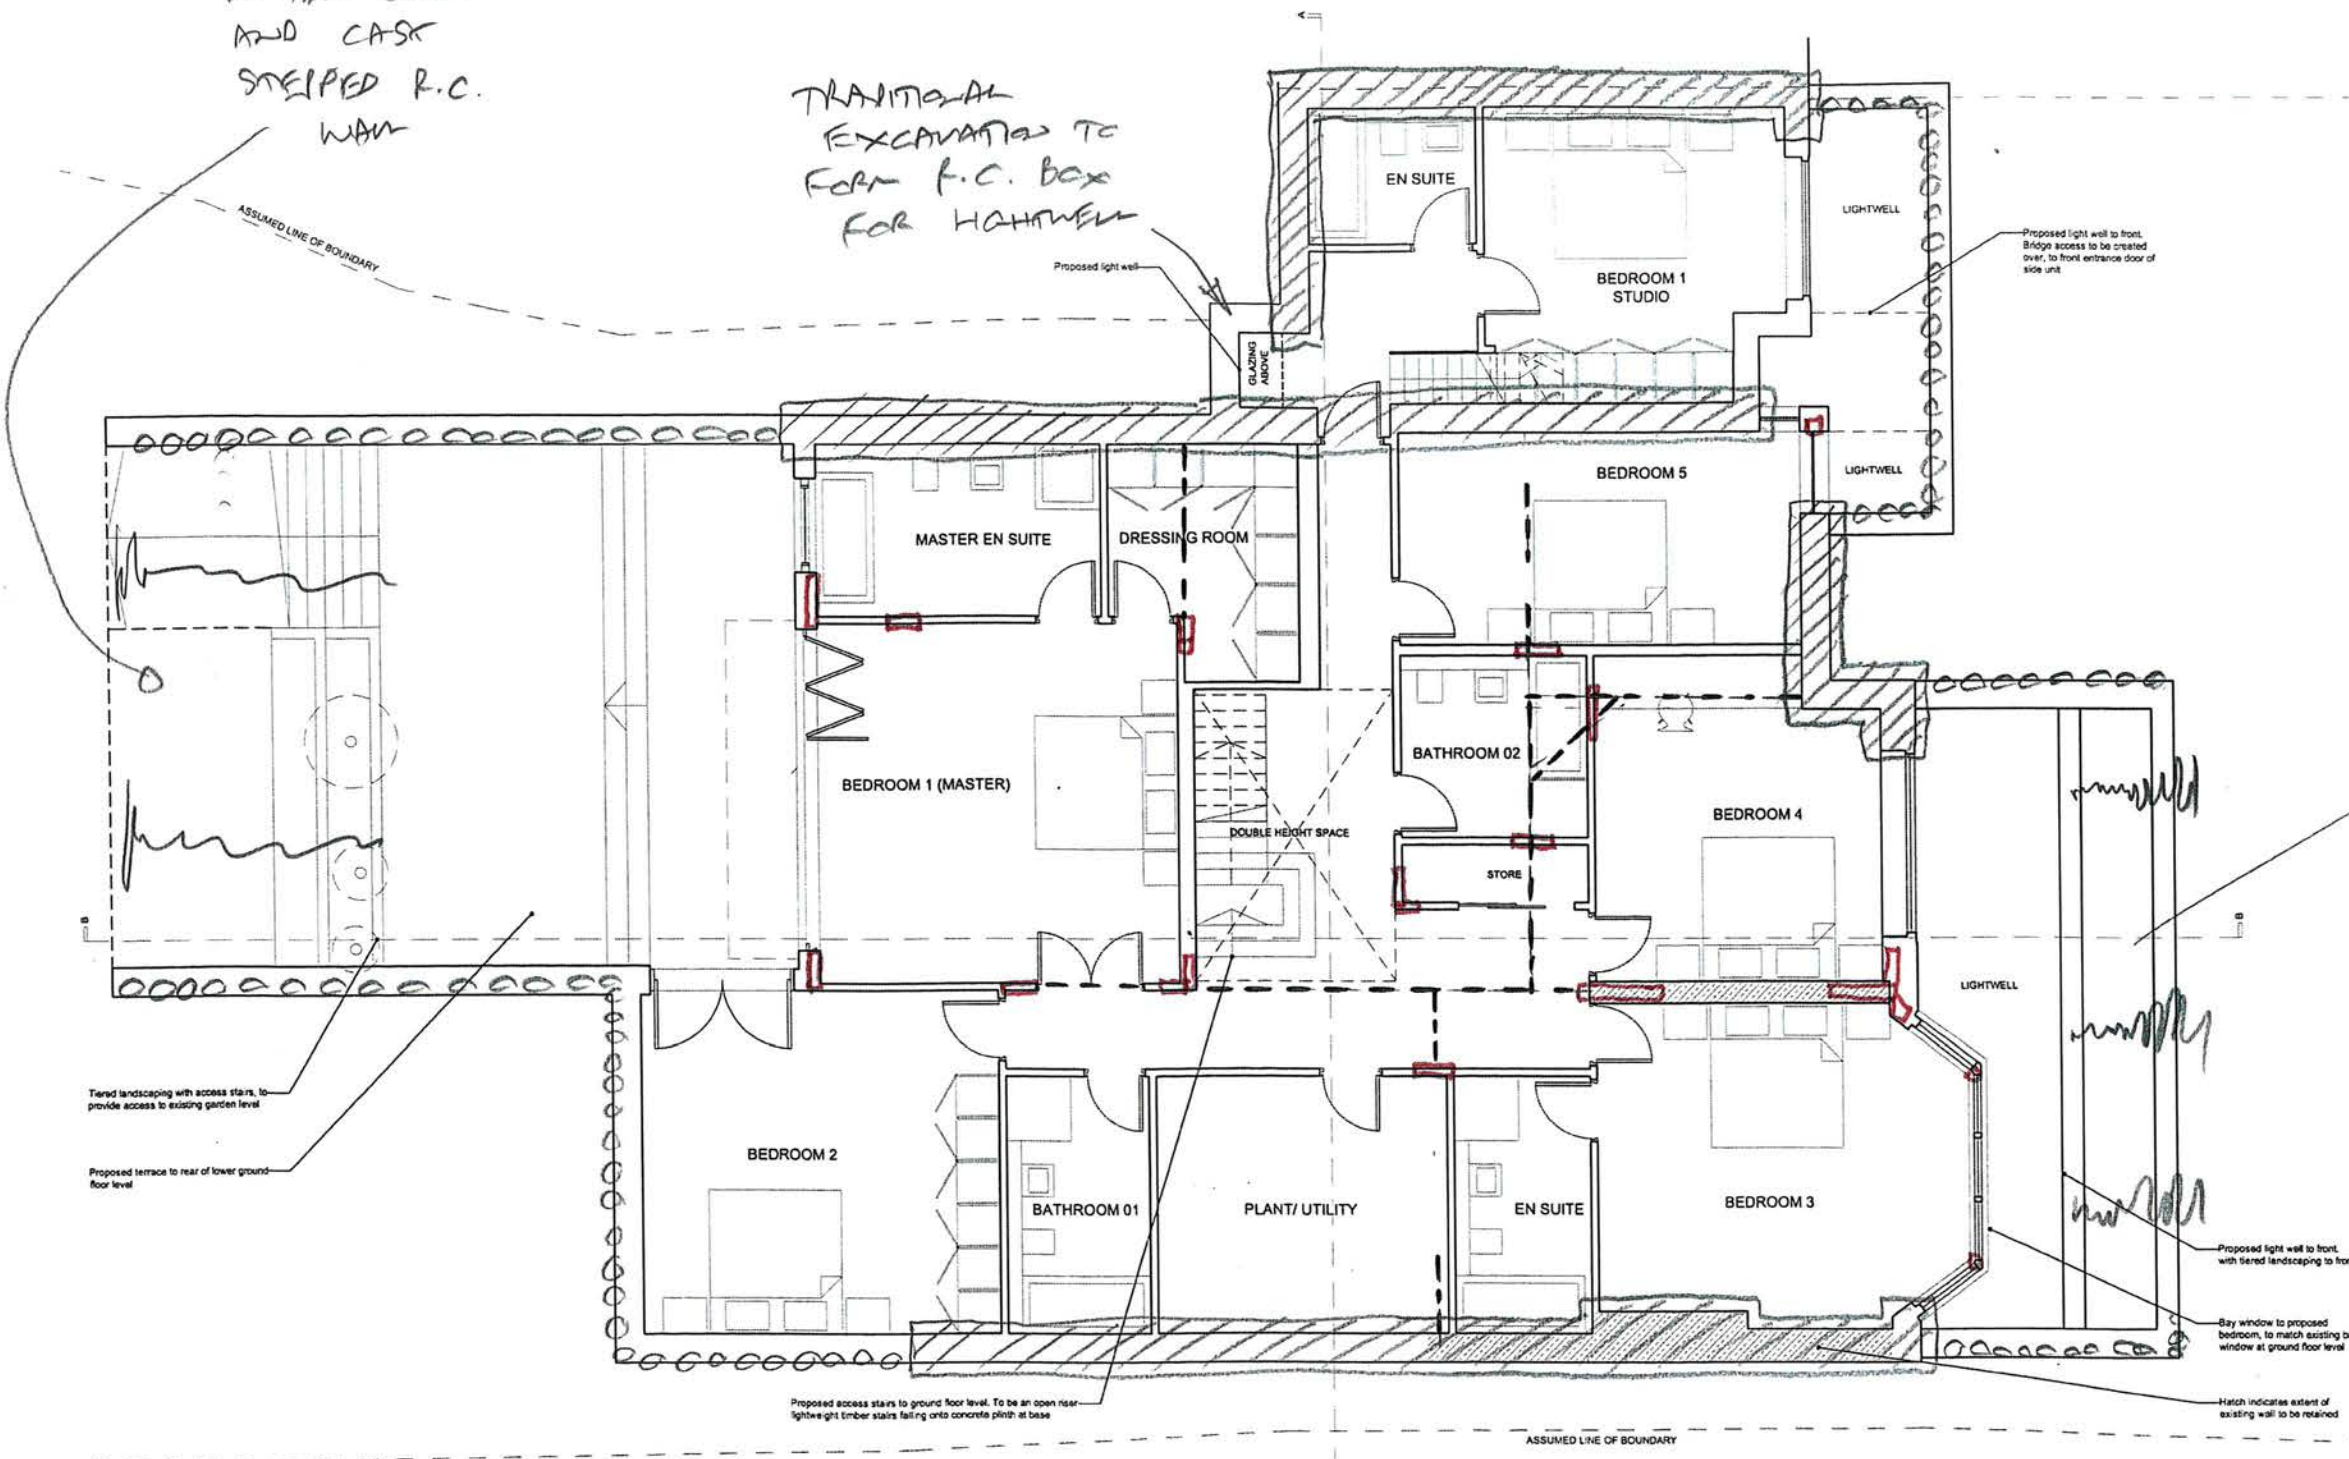 AND CAST
STEPPED R.C.
WALL
TRADITIONAL
EXCAVATION TO
FORM R.C. BOX
FOR LIGHTWELL
A
ASSUMED LINE OF BOUNDARY
Proposed light well
GLAZING
ABOVE
EN SUITE
BEDROOM 1
STUDIO
LIGHTWELL
Proposed light well to front.
Bridge access to be created
over, to front entrance door of
side unit
LIGHTWELL
BEDROOM 5
MASTER EN SUITE
DRESSING ROOM
BEDROOM 1 (MASTER)
BATHROOM 02
DOUBLE HEIGHT SPACE
STORE
BEDROOM 4
LIGHTWELL
B
B
Tiered landscaping with access stairs, to
provide access to existing garden level
Proposed terrace to rear of lower ground
floor level
BEDROOM 2
BATHROOM 01
PLANT/ UTILITY
EN SUITE
BEDROOM 3
Proposed light well to front,
with tiered landscaping to
Bay window to proposed
bedroom, to match existing
window at ground floor level
Hatch indicates extent of
existing wall to be retained
Proposed access stairs to ground floor level. To be an open riser
lightweight timber stairs falling onto concrete plinth at base
ASSUMED LINE OF BOUNDARY